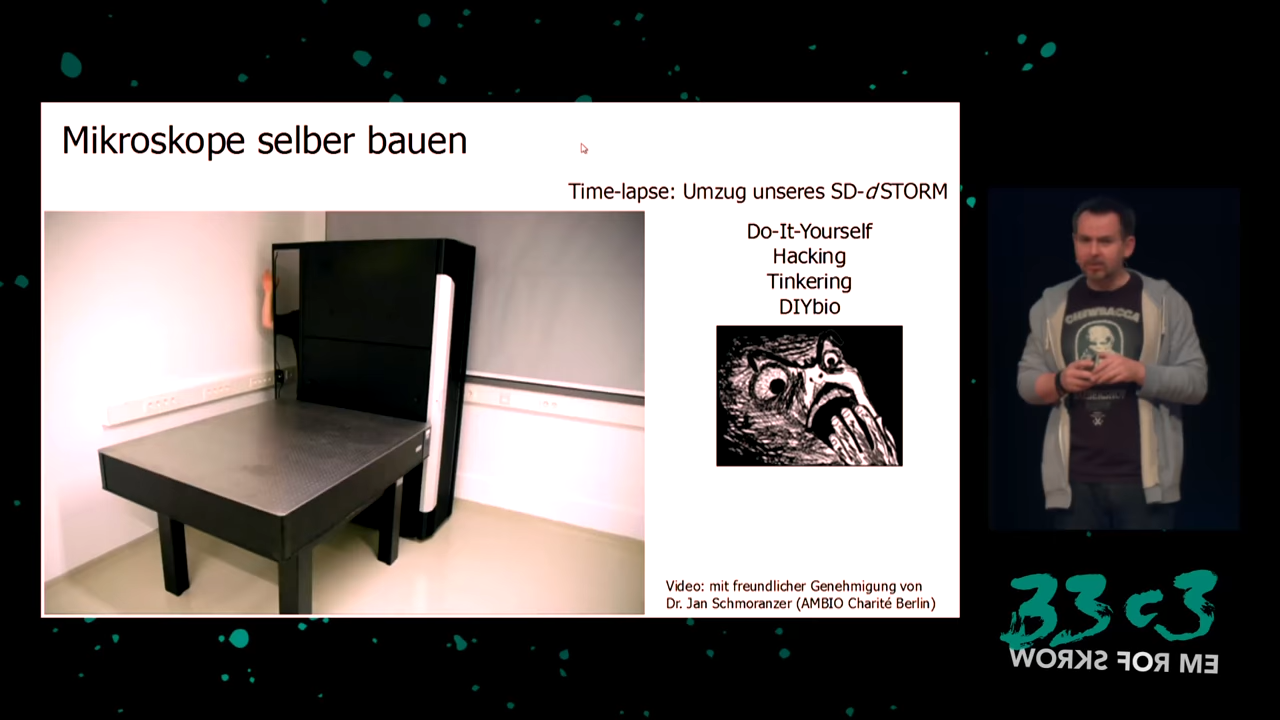 Mikroskope selber bauen
Time-lapse: Umzug unseres SD-dSTORM
Do-It-Yourself
Hacking
Tinkering
DIYbio
Video: mit freundlicher Genehmigung von
Dr. Jan Schmoranzer (AMBIO Charité Berlin)
CHEWBACCA
33c3
WORKS FOR ME